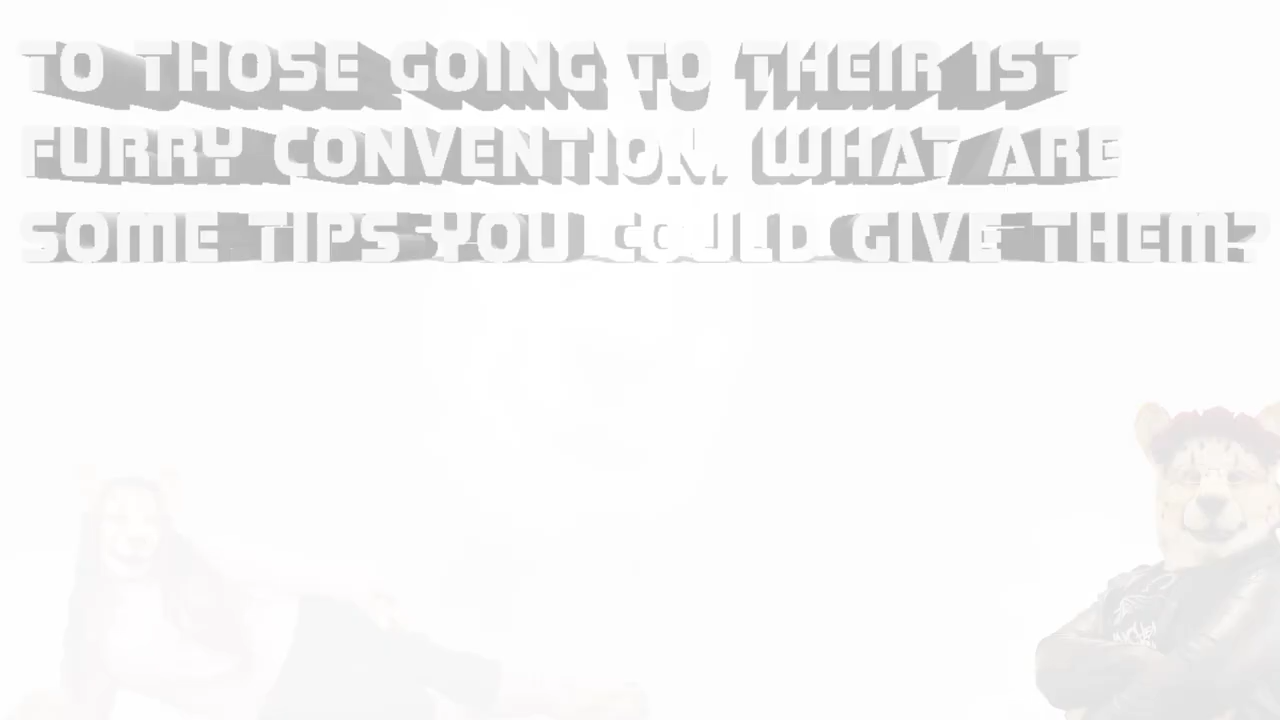 TO THOSE GOING TO THEIR 1ST
FURRY CONVENTION, WHAT ARE
SOME TIPS YOU COULD GIVE THEM?